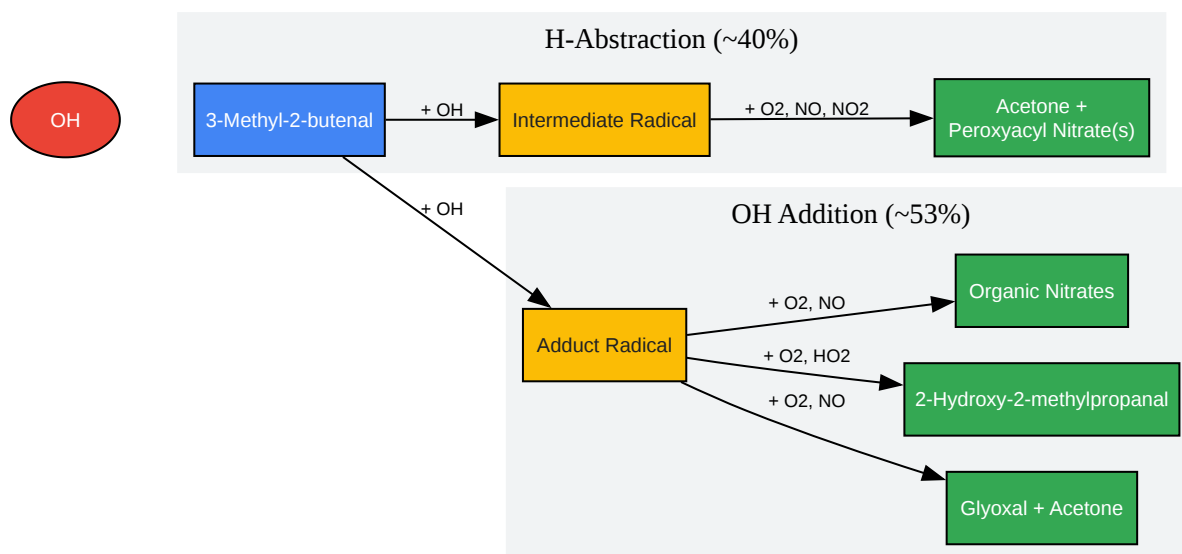 H-Abstraction (~40%)
OH
3-Methyl-2-butenal
+ OH
Intermediate Radical
+ O2, NO, NO2
Acetone +
Peroxyacyl Nitrate(s)
+ OH
OH Addition (~53%)
Adduct Radical
+ O2, NO
Organic Nitrates
+ O2, HO2
2-Hydroxy-2-methylpropanal
+ O2, NO
Glyoxal + Acetone